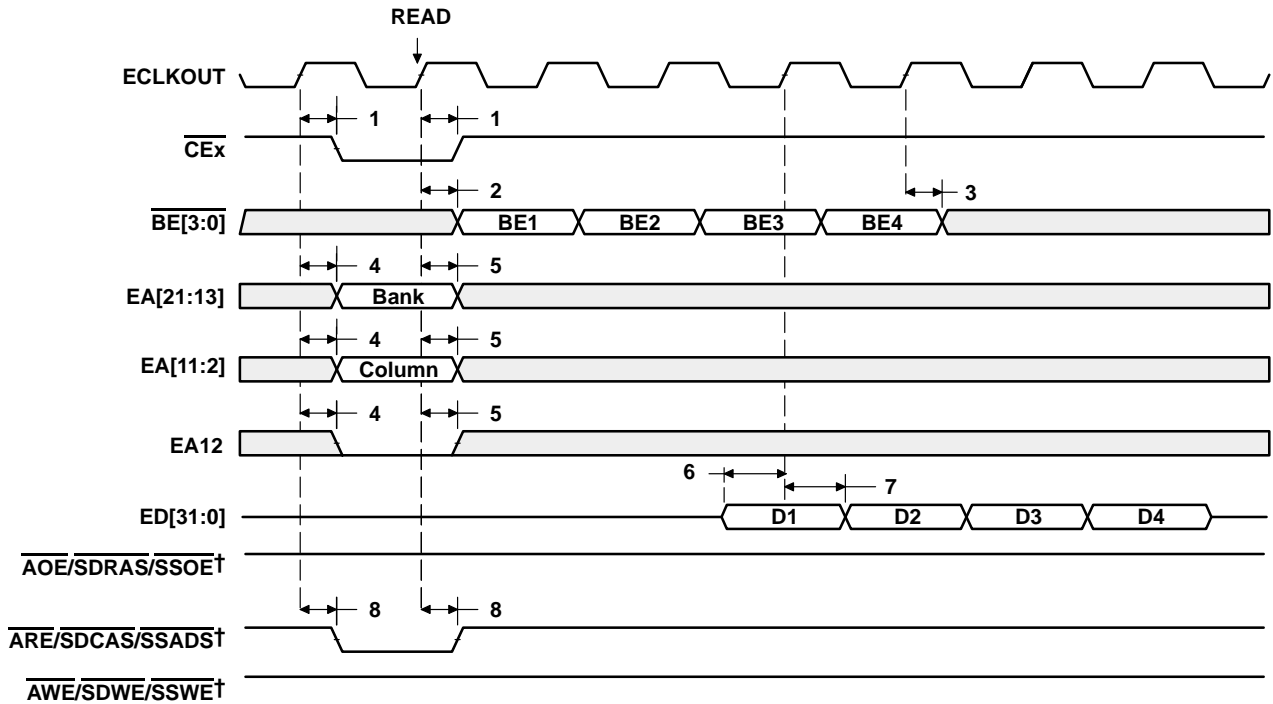 READ
ECLKOUT
1 1
CEx
2 3
BE[3:0] BE1 BE2 BE3 BE4
4 5
EA[21:13] Bank
4 5
EA[11:2] Column
4 5
EA12
6 7
ED[31:0] D1 D2 D3 D4
AOE/SDRAS/SSOE†
8 8
ARE/SDCAS/SSADS†
AWE/SDWE/SSWE†